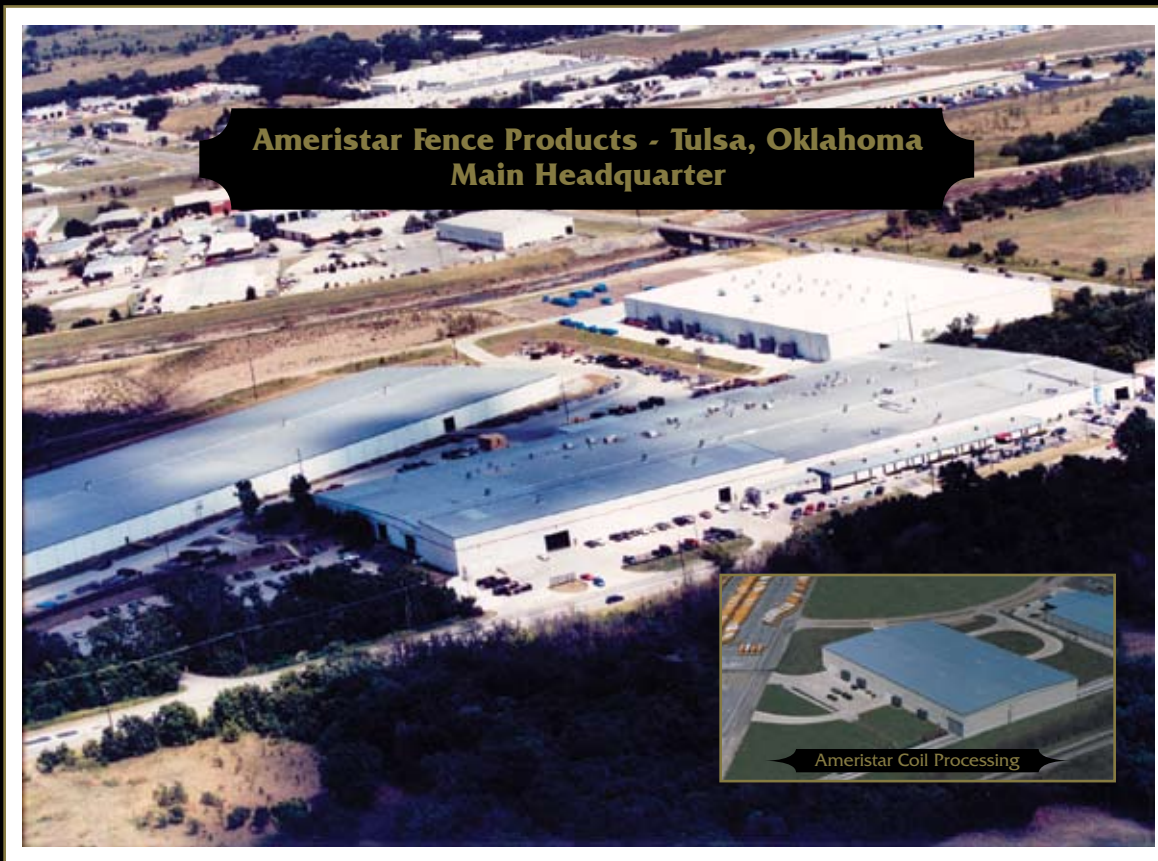 Ameristar Fence Products - Tulsa, Oklahoma
Main Headquarter
Ameristar Coil Processing